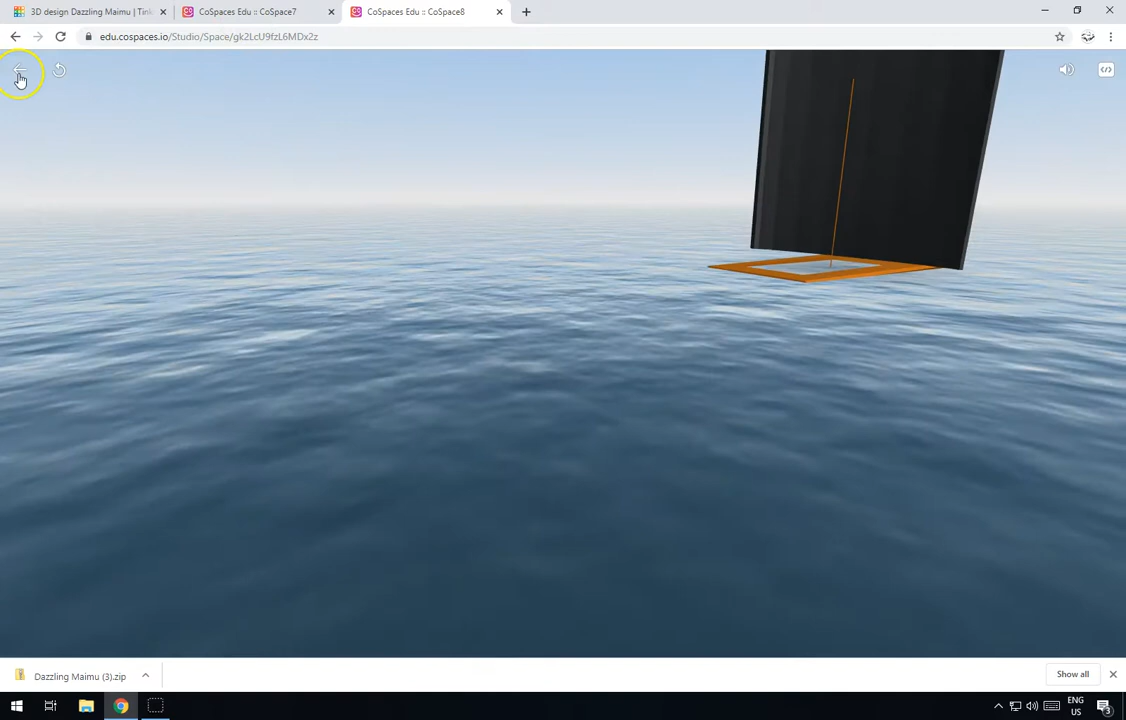 3D design Dazzling Maimu | Tink
CoSpaces Edu :: CoSpace7
CoSpaces Edu :: CoSpace8
edu.cospaces.io/Studio/Space/gk2LcU9fzL6MDx2z
Dazzling Maimu (3).zip
Show all
ENG
US
3